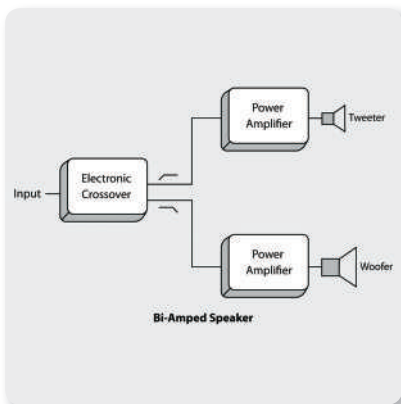 Power
Amplifier
Tweeter
Electronic
Crossover
Input
Power
Amplifier
Woofer
Bi-Amped Speaker